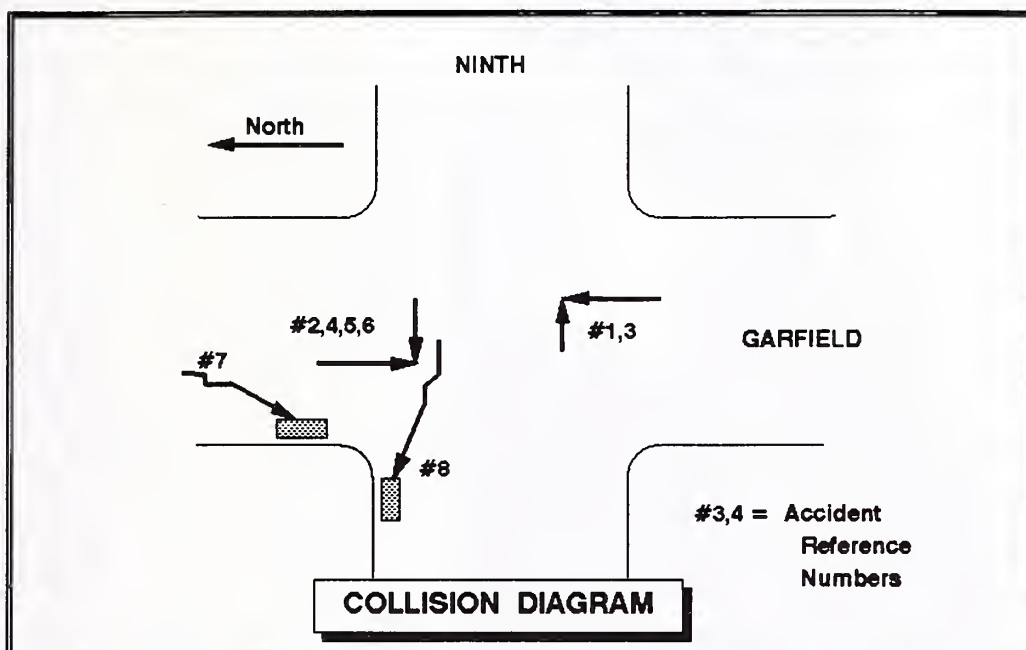 NINTH
North
#2,4,5,6
#1,3
GARFIELD
#7
#8
#3,4 = Accident
Reference
Numbers
COLLISION DIAGRAM